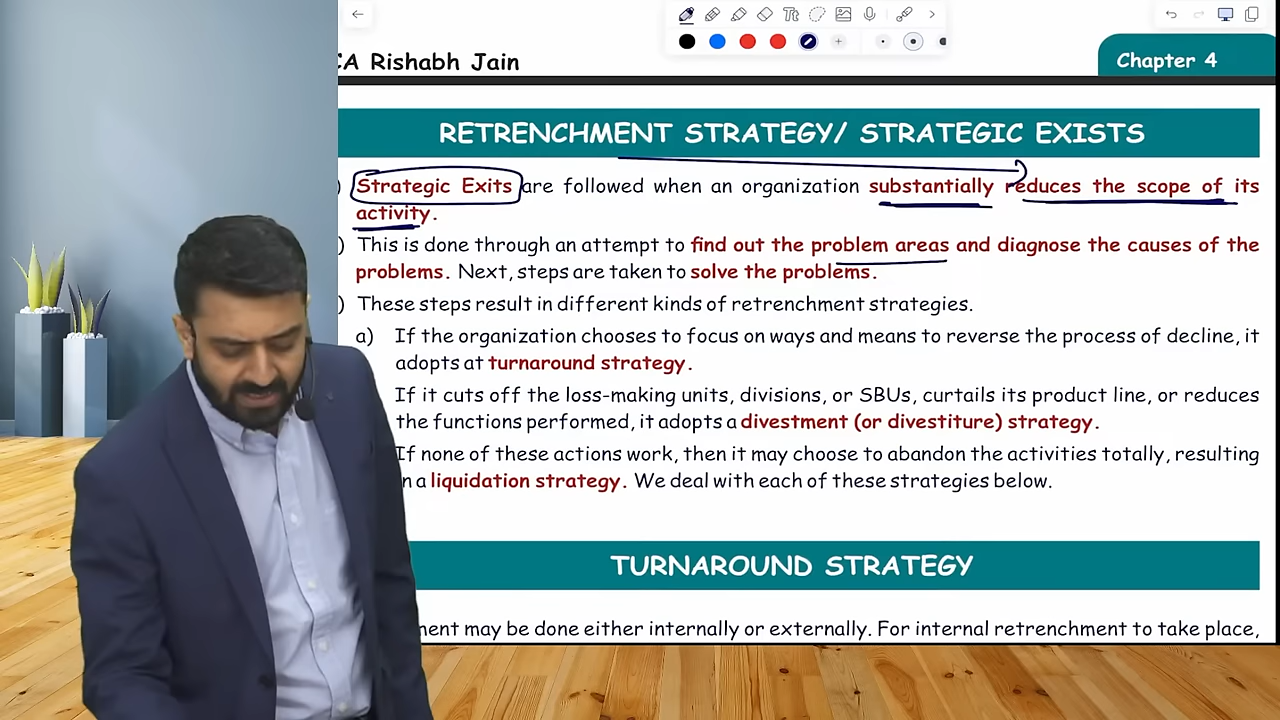 CA Rishabh Jain
Chapter 4
RETRENCHMENT STRATEGY/ STRATEGIC EXISTS
Strategic Exits are followed when an organization substantially reduces the scope of its
activity.
This is done through an attempt to find out the problem areas and diagnose the causes of the
problems. Next, steps are taken to solve the problems.
These steps result in different kinds of retrenchment strategies.
a) If the organization chooses to focus on ways and means to reverse the process of decline, it
adopts at turnaround strategy.
If it cuts off the loss-making units, divisions, or SBUs, curtails its product line, or reduces
the functions performed, it adopts a divestment (or divestiture) strategy.
If none of these actions work, then it may choose to abandon the activities totally, resulting
in a liquidation strategy. We deal with each of these strategies below.
TURNAROUND STRATEGY
may be done either internally or externally. For internal retrenchment to take place,